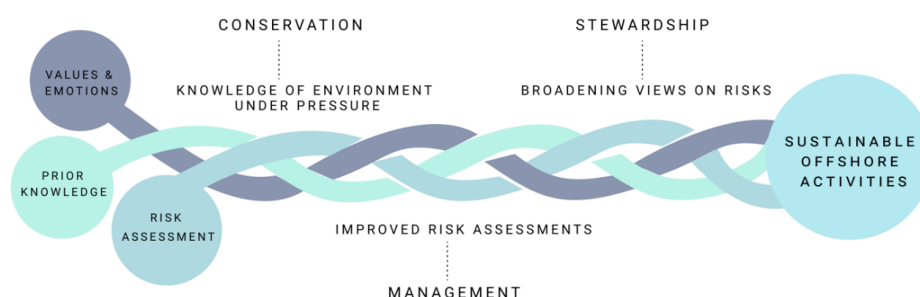 CONSERVATION
STEWARDSHIP
VALUES &
EMOTIONS
KNOWLEDGE OF ENVIRONMENT
UNDER PRESSURE
BROADENING VIEWS ON RISKS
PRIOR
KNOWLEDGE
RISK
ASSESSMENT
SUSTAINABLE
OFFSHORE
ACTIVITIES
IMPROVED RISK ASSESSMENTS
MANAGEMENT